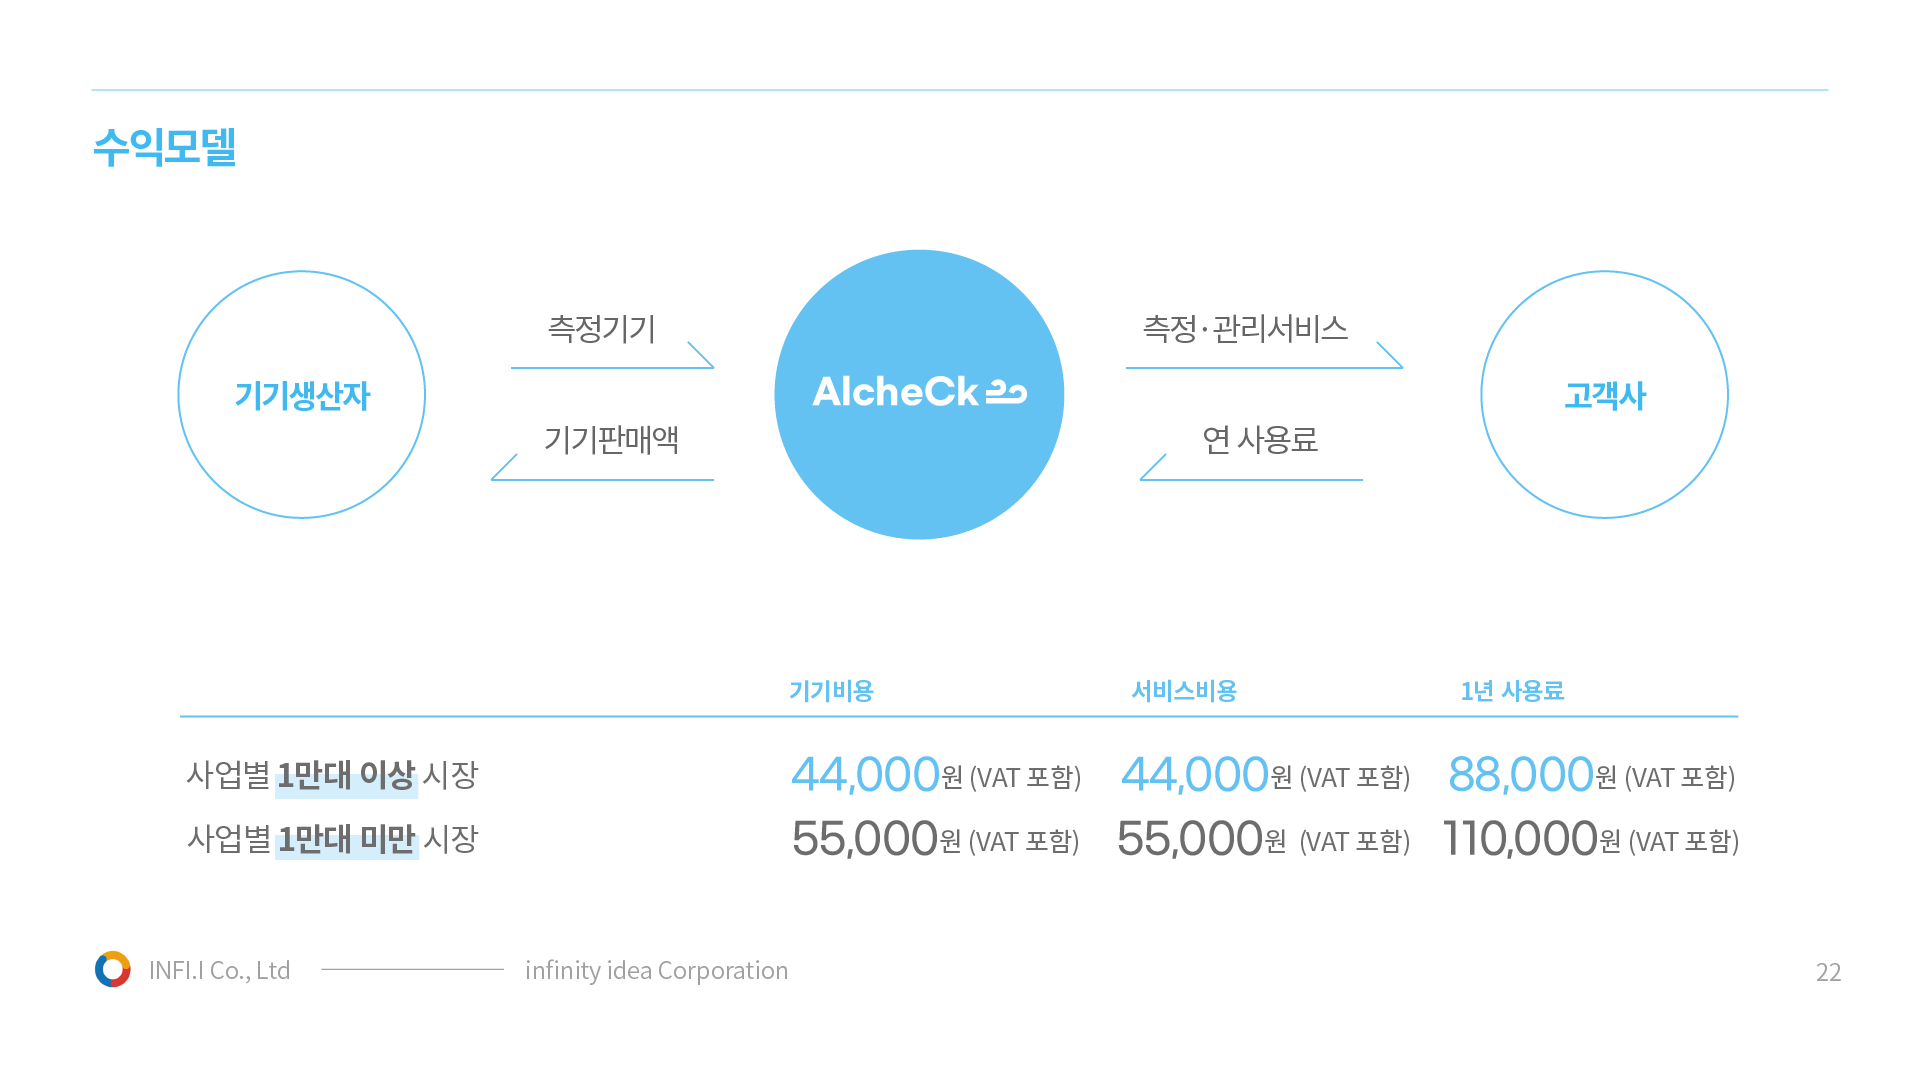 수익모델
기기생산자
측정기기
기기판매액
AIcheCk
측정·관리서비스
연 사용료
고객사
기기비용 서비스비용 1년 사용료
사업별 1만대 이상 시장 44,000원 (VAT 포함) 44,000원 (VAT 포함) 88,000원 (VAT 포함)
사업별 1만대 미만 시장 55,000원 (VAT 포함) 55,000원 (VAT 포함) 110,000원 (VAT 포함)
INFI.I Co., Ltd infinity idea Corporation 22